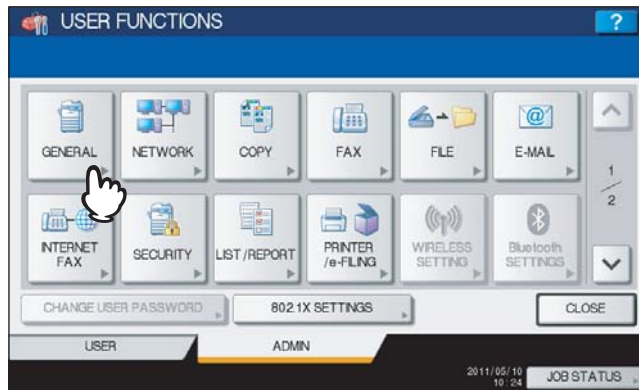 USER FUNCTIONS
?
GENERAL
NETWORK
COPY
FAX
FILE
E-MAIL
1
2
INTERNET
FAX
SECURITY
LIST/REPORT
PRINTER
/e-FILING
WIRELESS
SETTING
Bluetooth
SETTINGS
CHANGE USER PASSWORD
802.1X SETTINGS
CLOSE
USER
ADMIN
2011/05/10
10:24
JOB STATUS